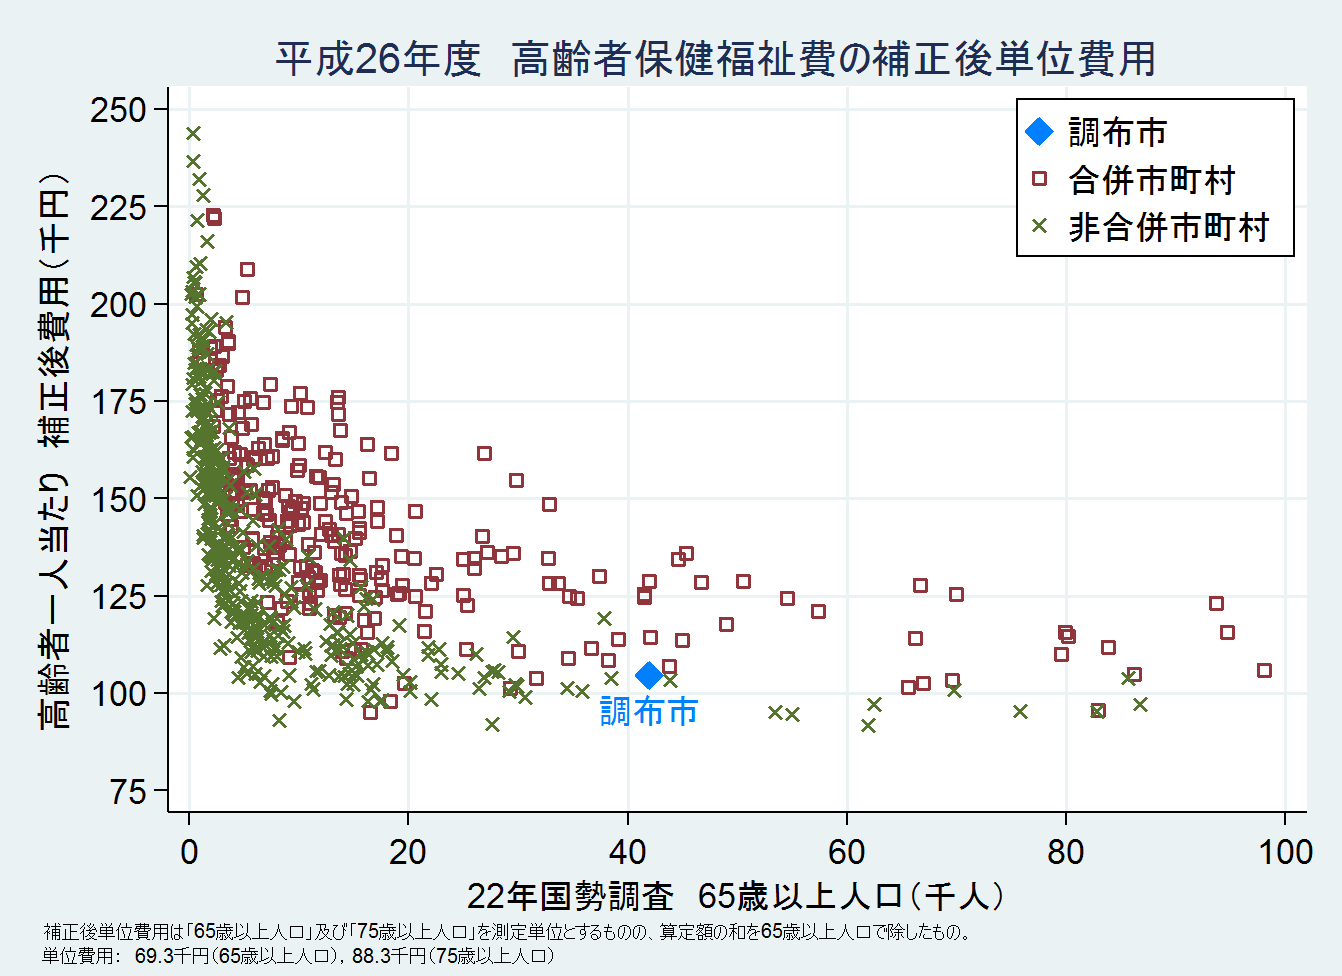 平成26年度　高齢者保健福祉費の補正後単位費用
調布市
合併市町村
非合併市町村
高齢者一人当たり　補正後費用（千円）
250
225
200
175
150
125
100
75
調布市
0 20 40 60 80 100
22年国勢調査　65歳以上人口（千人）
補正後単位費用は「65歳以上人口」及び「75歳以上人口」を測定単位とするものの、算定額の和を65歳以上人口で除したもの。
単位費用：　69.3千円（65歳以上人口），88.3千円（75歳以上人口）